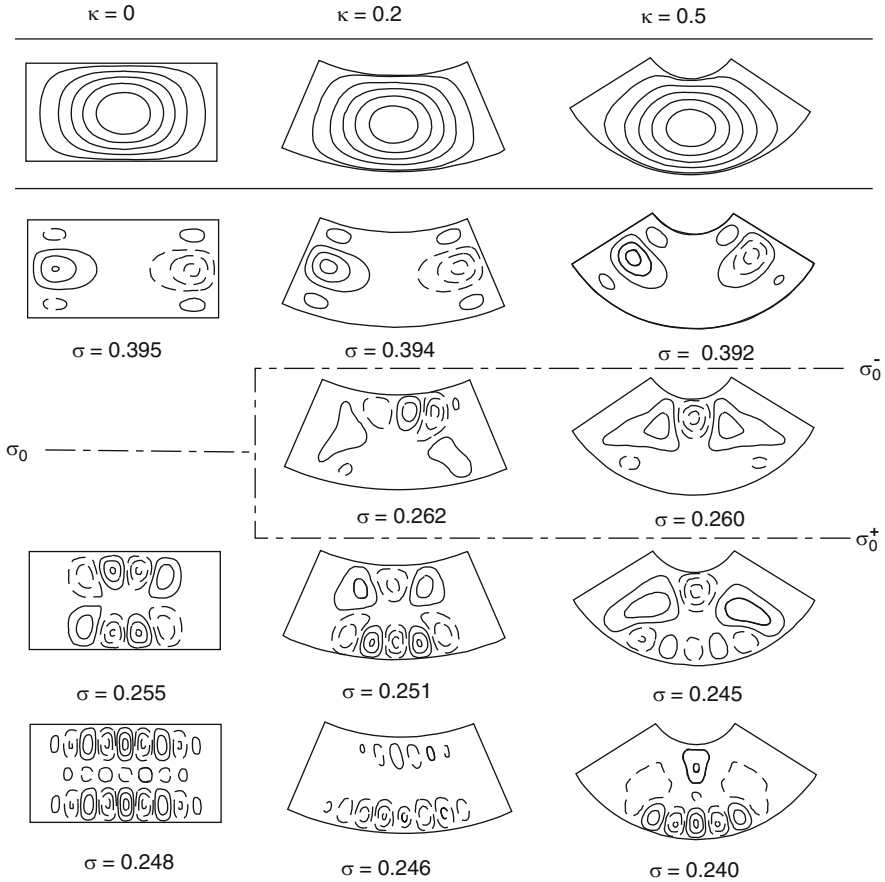 κ = 0 κ = 0.2 κ = 0.5
σ = 0.395 σ = 0.394 σ = 0.392
σ₀⁻
σ₀
σ = 0.262 σ = 0.260
σ₀⁺
σ = 0.255 σ = 0.251 σ = 0.245
σ = 0.248 σ = 0.246 σ = 0.240